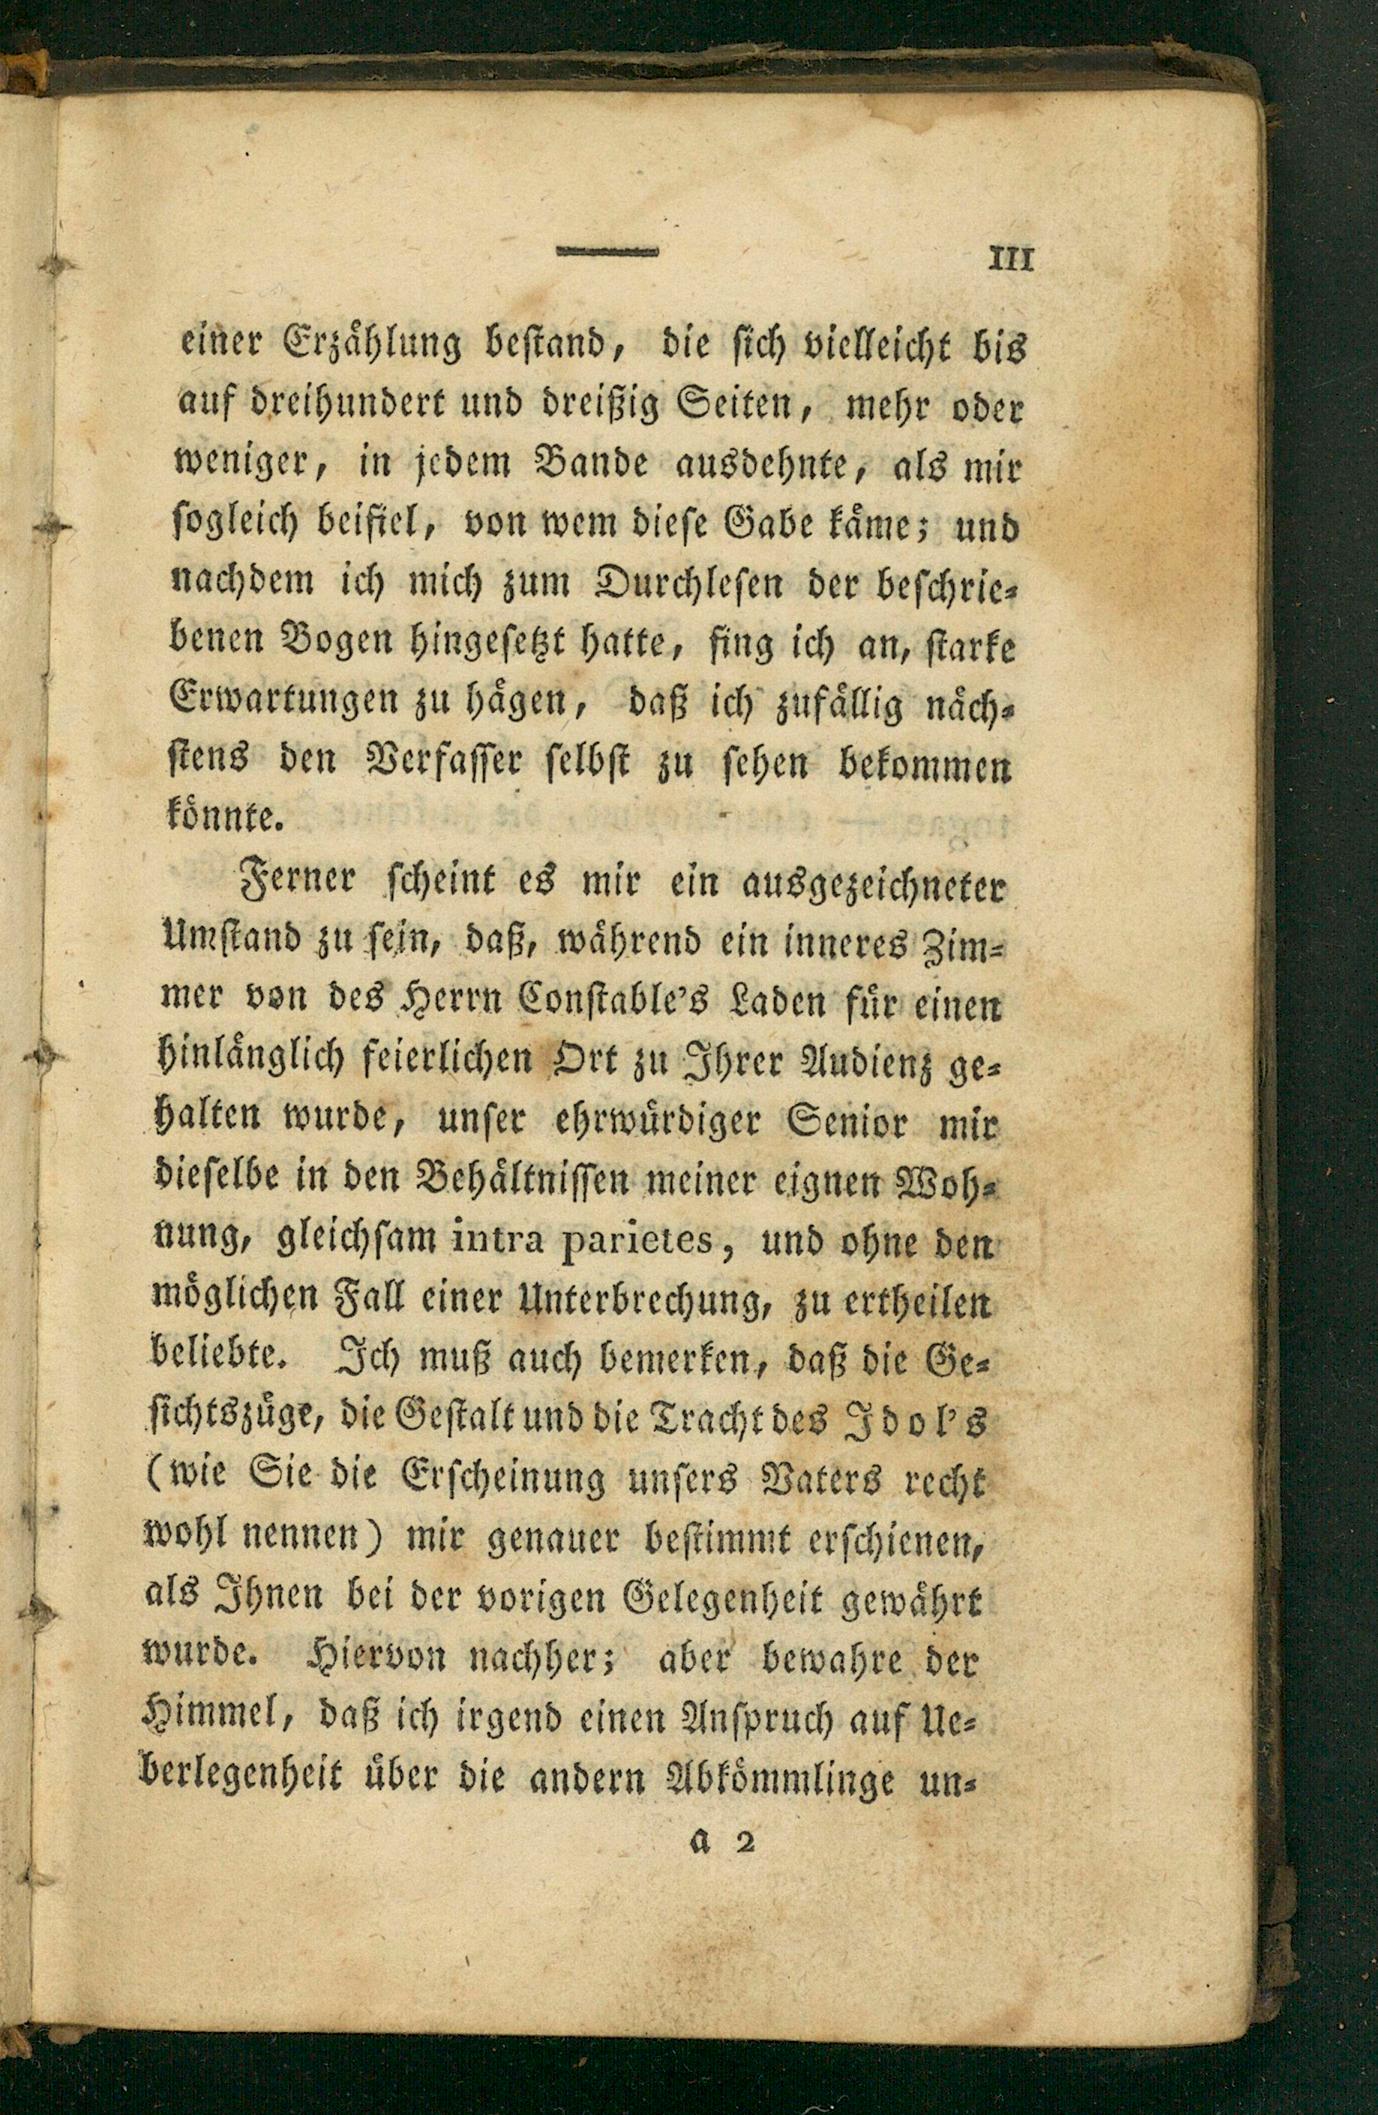 III
einer Erzählung bestand, die sich vielleicht bis
auf dreihundert und dreißig Seiten, mehr oder
weniger, in jedem Bande ausdehnte, als mir
sogleich beifiel, von wem diese Gabe käme; und
nachdem ich mich zum Durchlesen der beschrie-
benen Bogen hingesetzt hatte, fing ich an, starke
Erwartungen zu hägen, daß ich zufällig näch-
stens den Verfasser selbst zu sehen bekommen
könnte.
Ferner scheint es mir ein ausgezeichneter
Umstand zu sein, daß, während ein inneres Zim-
mer von des Herrn Constable's Laden für einen
hinlänglich feierlichen Ort zu Ihrer Audienz ge-
halten wurde, unser ehrwürdiger Senior mir
dieselbe in den Behältnissen meiner eignen Woh-
nung, gleichsam intra parietes, und ohne den
möglichen Fall einer Unterbrechung, zu ertheilen
beliebte. Ich muß auch bemerken, daß die Ge-
sichtszüge, die Gestalt und die Tracht des Idol's
(wie Sie die Erscheinung unsers Vaters recht
wohl nennen) mir genauer bestimmt erschienen,
als Ihnen bei der vorigen Gelegenheit gewährt
wurde. Hiervon nachher; aber bewahre der
Himmel, daß ich irgend einen Anspruch auf Ue-
berlegenheit über die andern Abkömmlinge un-
a 2